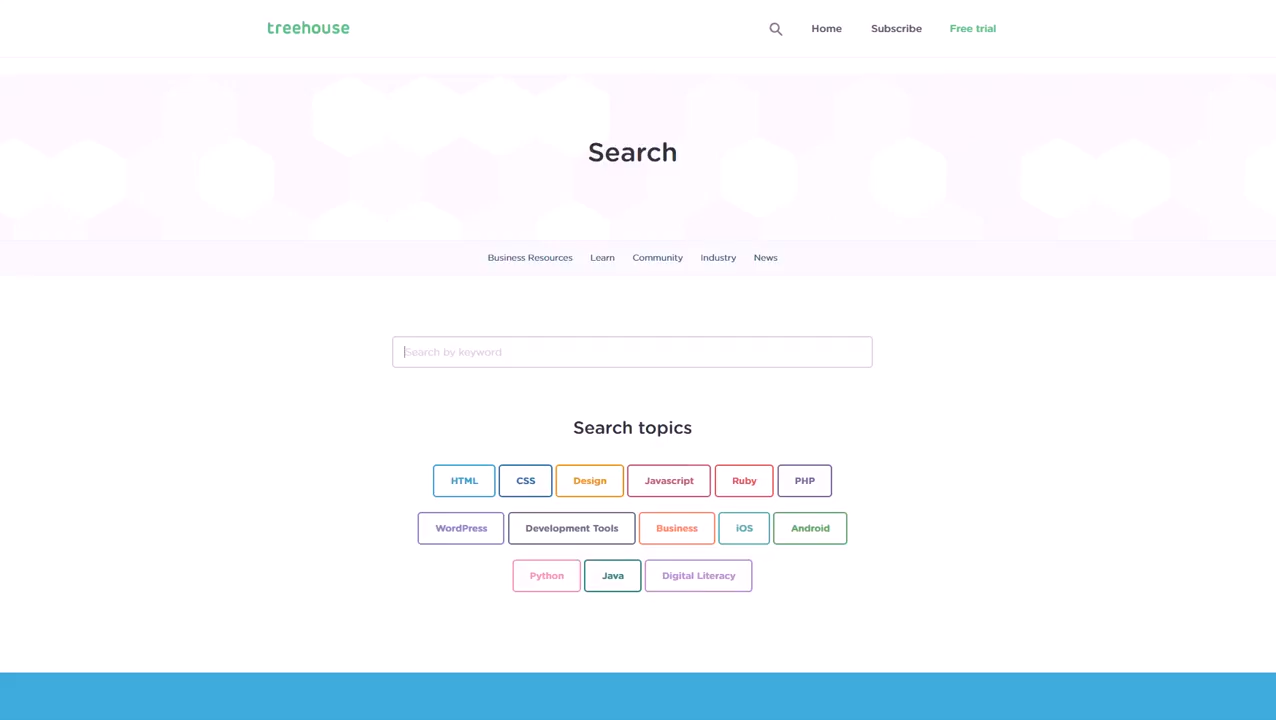 treehouse
Home Subscribe Free trial
Search
Business Resources Learn Community Industry News
Search by keyword
Search topics
HTML CSS Design Javascript Ruby PHP
WordPress Development Tools Business iOS Android
Python Java Digital Literacy